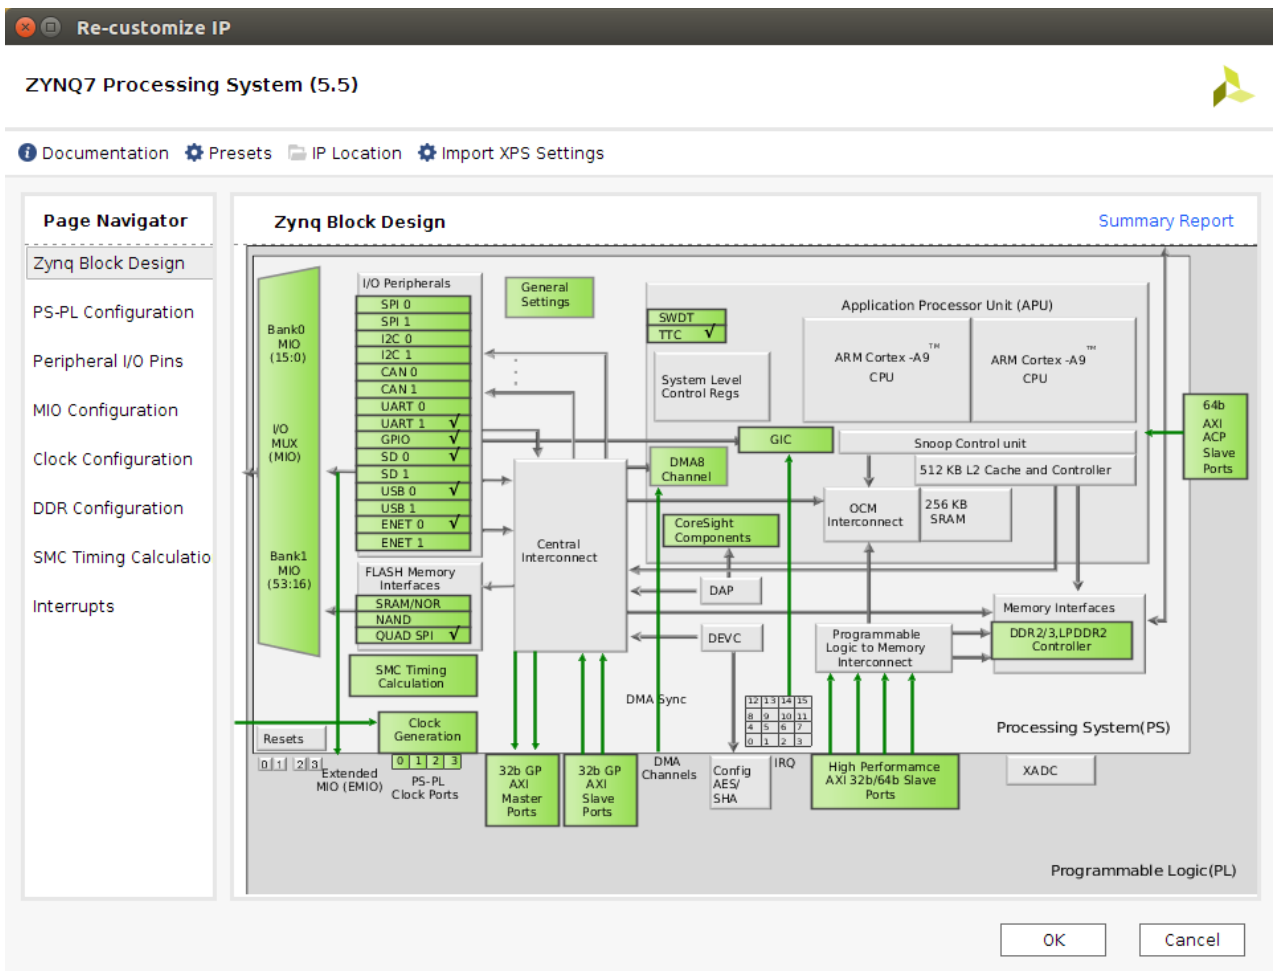 Re-customize IP
ZYNQ7 Processing System (5.5)
Documentation
Presets
IP Location
Import XPS Settings
Page Navigator
Zynq Block Design
PS-PL Configuration
Peripheral I/O Pins
MIO Configuration
Clock Configuration
DDR Configuration
SMC Timing Calculatio
Interrupts
Zynq Block Design
Summary Report
Bank0
MIO
(15:0)
I/O
MUX
(MIO)
Bank1
MIO
(53:16)
I/O Peripherals
SPI 0
SPI 1
I2C 0
I2C 1
CAN 0
CAN 1
UART 0
UART 1 √
GPIO √
SD 0 √
SD 1
USB 0 √
USB 1
ENET 0 √
ENET 1
FLASH Memory
Interfaces
SRAM/NOR
NAND
QUAD SPI √
SMC Timing
Calculation
Clock
Generation
0 1 2 3
PS-PL
Clock Ports
Resets
0 1 2 3
Extended
MIO (EMIO)
General
Settings
Central
Interconnect
32b GP
AXI
Master
Ports
32b GP
AXI
Slave
Ports
Application Processor Unit (APU)
SWDT
TTC √
System Level
Control Regs
ARM Cortex -A9 ™
CPU
ARM Cortex -A9 ™
CPU
GIC
Snoop Control unit
DMA8
Channel
512 KB L2 Cache and Controller
OCM
Interconnect
256 KB
SRAM
CoreSight
Components
DAP
DEVC
Programmable
Logic to Memory
Interconnect
Memory Interfaces
DDR2/3,LPDDR2
Controller
64b
AXI
ACP
Slave
Ports
DMA Sync
12 13 14 15
8 9 10 11
4 5 6 7
0 1 2 3
Processing System(PS)
DMA
Channels
Config
AES/
SHA
IRQ
High Performamce
AXI 32b/64b Slave
Ports
XADC
Programmable Logic(PL)
OK
Cancel